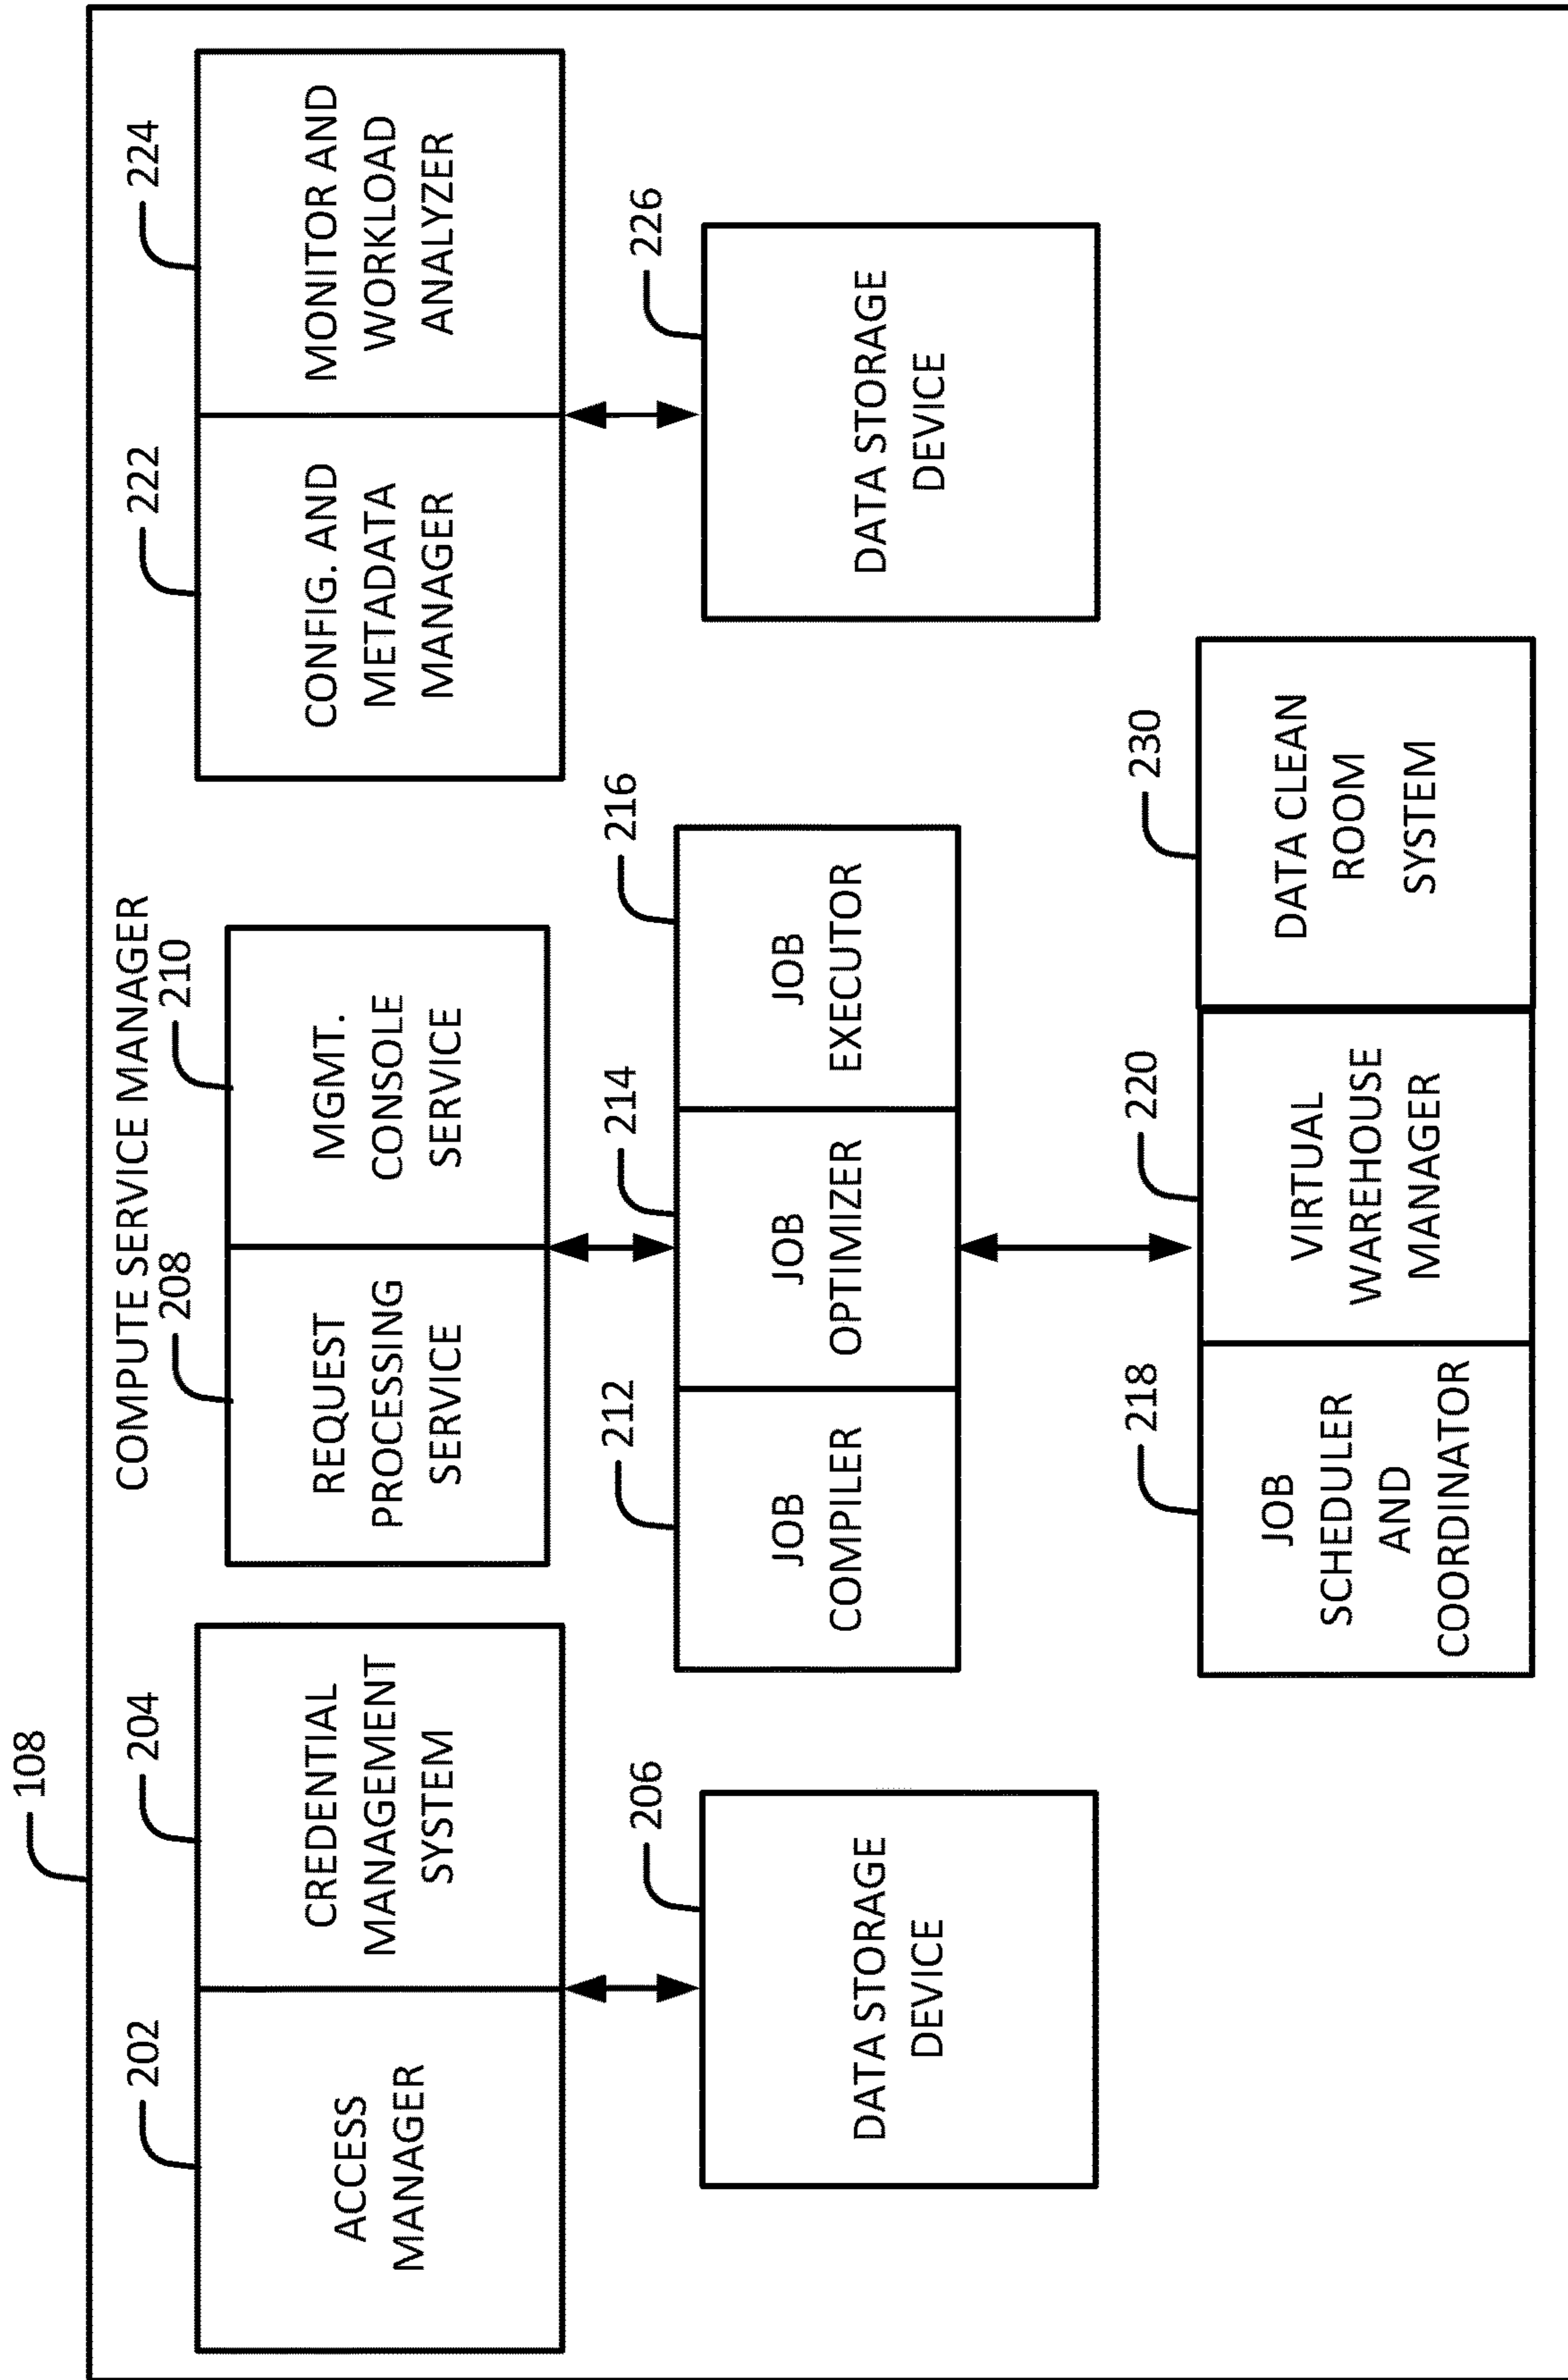 108
COMPUTE SERVICE MANAGER
202
204
ACCESS
MANAGER
CREDENTIAL
MANAGEMENT
SYSTEM
206
DATA STORAGE
DEVICE
208
210
REQUEST
PROCESSING
SERVICE
MGMT.
CONSOLE
SERVICE
212
214
216
JOB
COMPILER
JOB
OPTIMIZER
JOB
EXECUTOR
218
220
230
JOB
SCHEDULER
AND
COORDINATOR
VIRTUAL
WAREHOUSE
MANAGER
DATA CLEAN
ROOM
SYSTEM
222
224
CONFIG. AND
METADATA
MANAGER
MONITOR AND
WORKLOAD
ANALYZER
226
DATA STORAGE
DEVICE